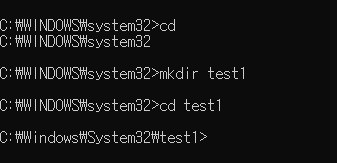 C:₩WINDOWS₩system32>cd
C:₩WINDOWS₩system32
C:₩WINDOWS₩system32>mkdir test1
C:₩WINDOWS₩system32>cd test1
C:₩Windows₩System32₩test1>